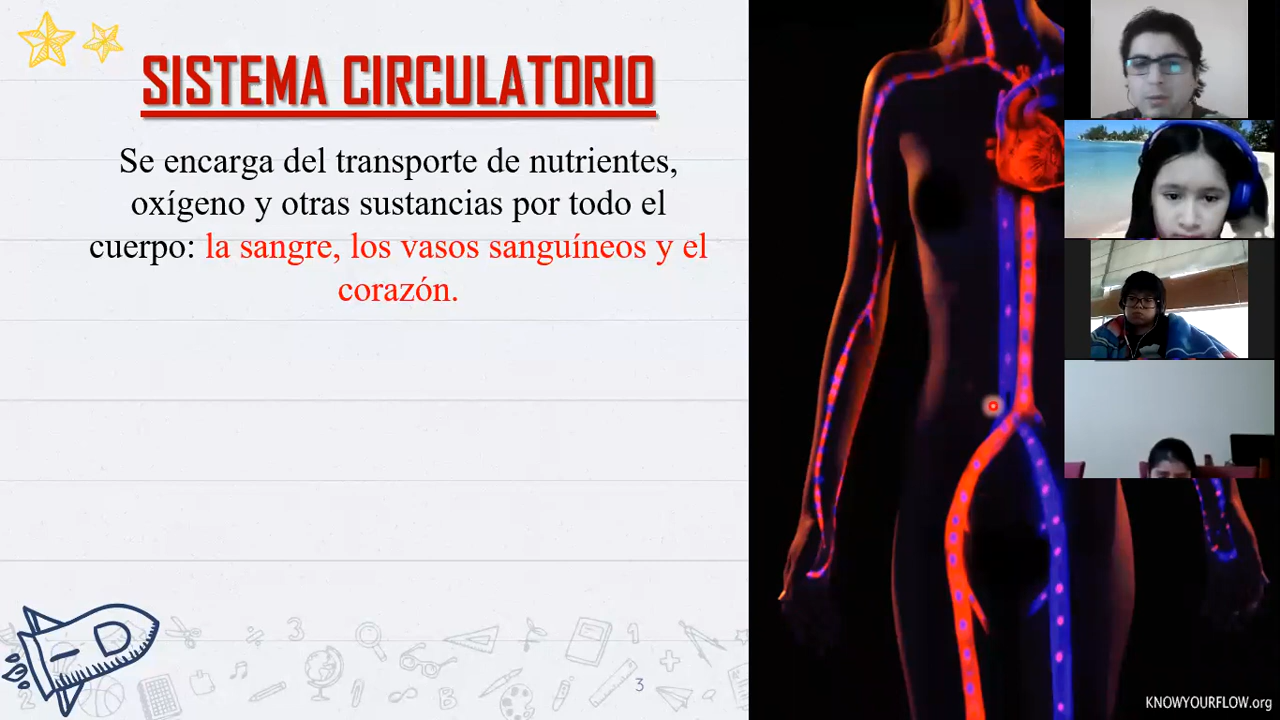 SISTEMA CIRCULATORIO
Se encarga del transporte de nutrientes,
oxígeno y otras sustancias por todo el
cuerpo: la sangre, los vasos sanguíneos y el
corazón.
3
KNOWYOURFLOW.org